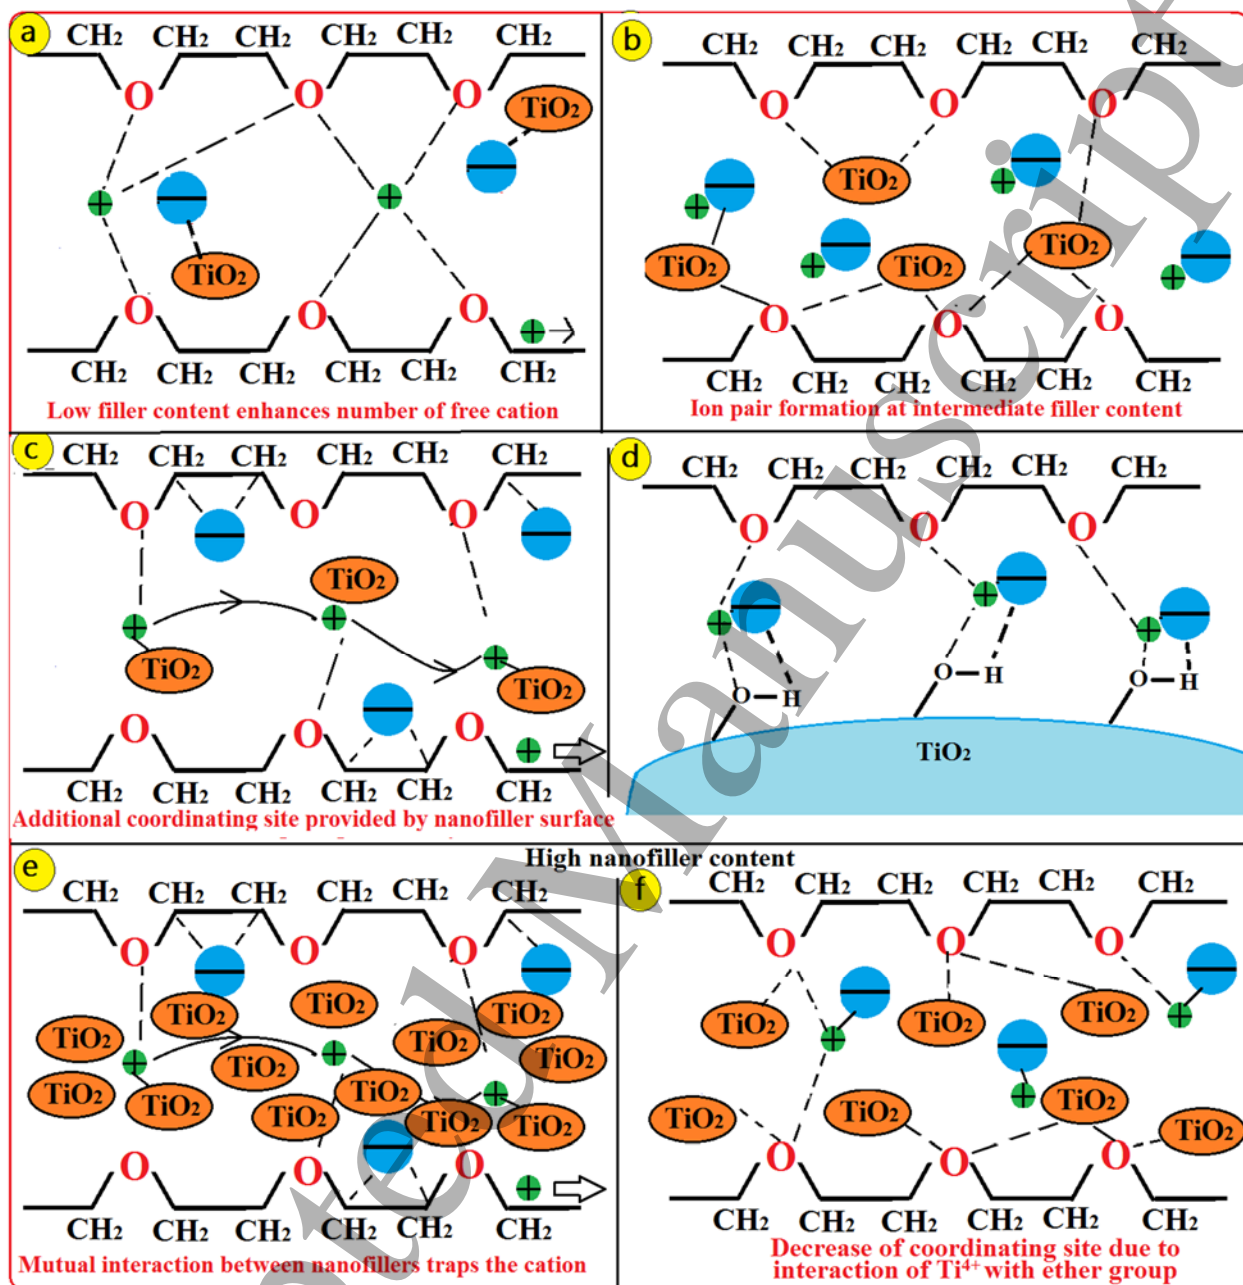 a
CH₂ CH₂ CH₂ CH₂ CH₂ CH₂
O O O
TiO₂
TiO₂
O O O
CH₂ CH₂ CH₂ CH₂ CH₂ CH₂
Low filler content enhances number of free cation
b
CH₂ CH₂ CH₂ CH₂ CH₂ CH₂
O O O
TiO₂
TiO₂ TiO₂ TiO₂
O O O
CH₂ CH₂ CH₂ CH₂ CH₂ CH₂
Ion pair formation at intermediate filler content
c
CH₂ CH₂ CH₂ CH₂ CH₂ CH₂
O O O
TiO₂
TiO₂ TiO₂
O O O
CH₂ CH₂ CH₂ CH₂ CH₂ CH₂
Additional coordinating site provided by nanofiller surface
d
CH₂ CH₂ CH₂ CH₂ CH₂ CH₂
O O O
O H O H O H
TiO₂
High nanofiller content
e
CH₂ CH₂ CH₂ CH₂ CH₂ CH₂
O O O
TiO₂ TiO₂ TiO₂
TiO₂ TiO₂ TiO₂ TiO₂
TiO₂ TiO₂ TiO₂ TiO₂ TiO₂ TiO₂
O O O
CH₂ CH₂ CH₂ CH₂ CH₂ CH₂
Mutual interaction between nanofillers traps the cation
f
CH₂ CH₂ CH₂ CH₂ CH₂ CH₂
O O O
TiO₂ TiO₂ TiO₂
TiO₂ TiO₂ TiO₂ TiO₂
O O O
CH₂ CH₂ CH₂ CH₂ CH₂ CH₂
Decrease of coordinating site due to
interaction of Ti⁴⁺ with ether group
Manuscript